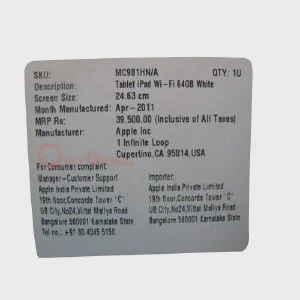 SKU: MC981HN/A QTY: 1U
Description: Tablet iPad Wi-Fi 64GB White
Screen Size: 24.63 cm
Month Manufactured: Apr-2011
MRP Rs: 39,500.00 (Inclusive of All Taxes)
Manufacturer: Apple Inc
1 Infinite Loop
Cupertino,CA 95014,USA
For Consumer complaint:
Manager-Customer Support
Apple India Private Limited
19th floor,Concorde Tower "C"
UB City,No24,Vittal Mallya Road
Bangalore 560001 Karnataka State
Tel no.: +91 80 4045 5150
Importer:
Apple India Private Limited
19th floor,Concorde Tower "C"
UB City,No24,Vittal Mallya Road
Bangalore 560001 Karnataka State